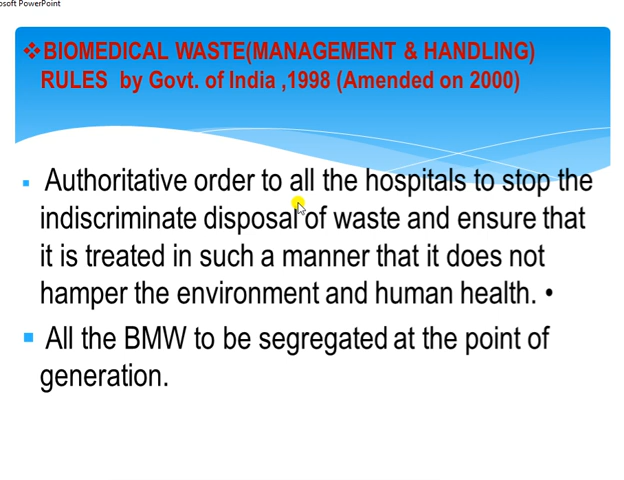 osoft PowerPoint
❖BIOMEDICAL WASTE(MANAGEMENT & HANDLING)
RULES by Govt. of India ,1998 (Amended on 2000)
▪ Authoritative order to all the hospitals to stop the
indiscriminate disposal of waste and ensure that
it is treated in such a manner that it does not
hamper the environment and human health. •
▪ All the BMW to be segregated at the point of
generation.